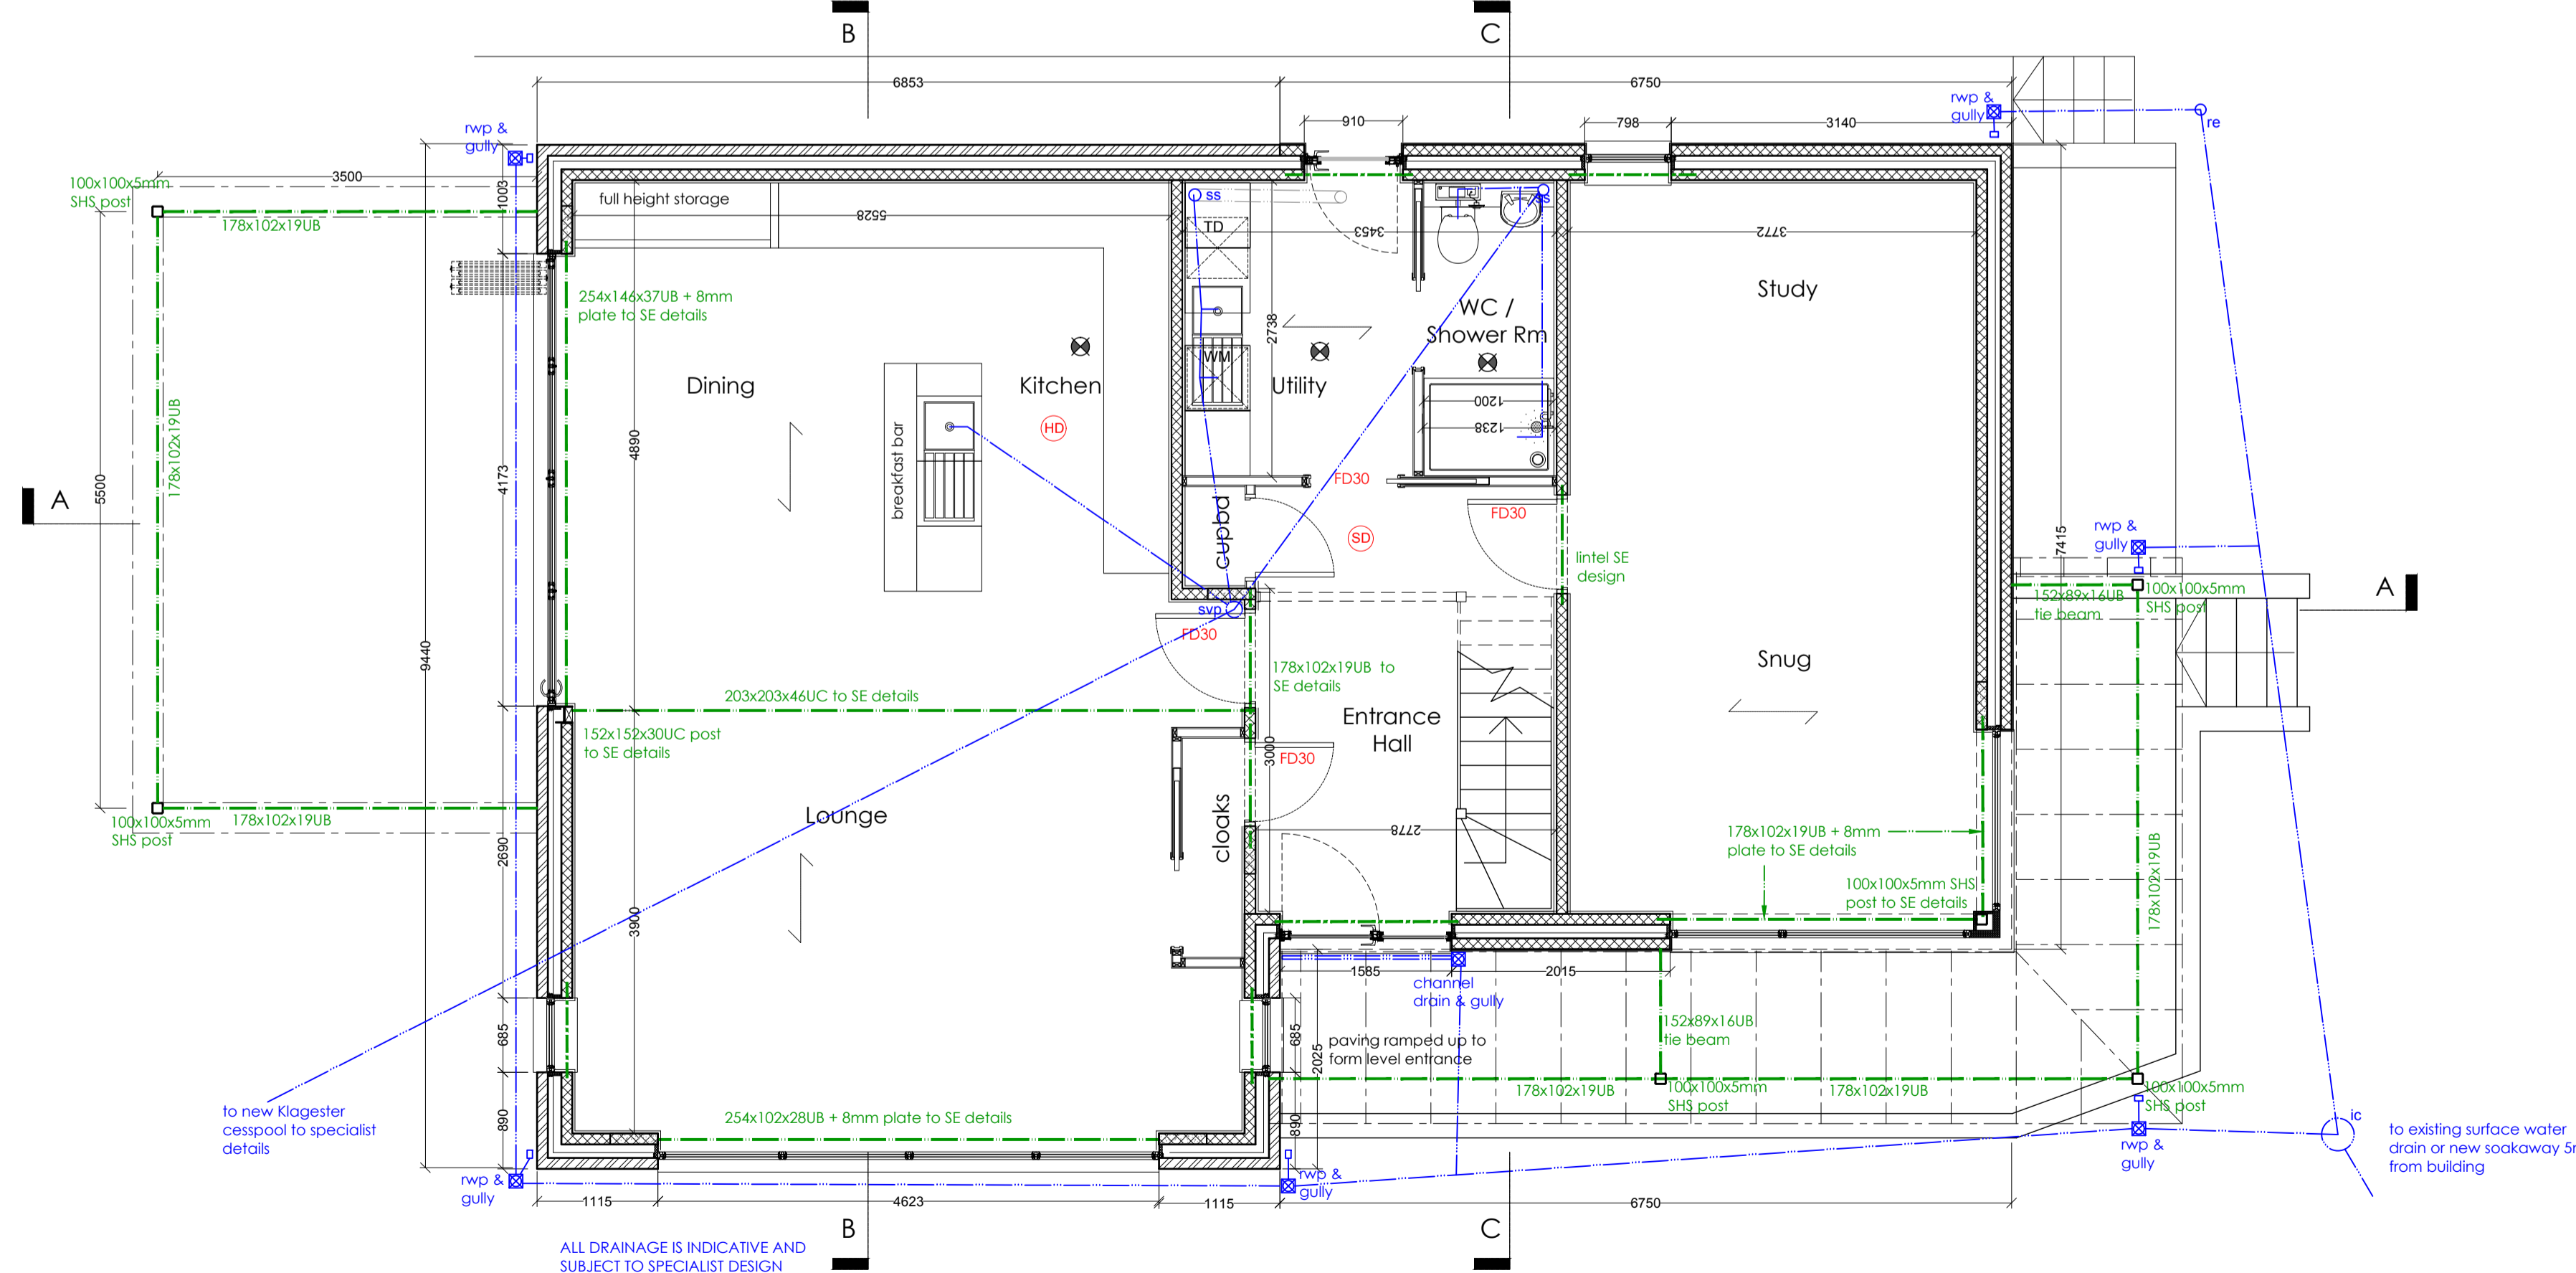 B
C
6853
6750
rwp &
gully
re
910
798
3140
rwp &
gully
3500
1003
100x100x5mm
SHS post
178x102x19UB
full height storage
5528
ss
TD
3453
ss
3772
254x146x37UB + 8mm
plate to SE details
Study
WC /
Shower Rm
2738
WM
Dining
Kitchen
Utility
1200
1238
HD
breakfast bar
4890
4173
178x102x19UB
5500
A
FD30
FD30
SD
cupbd
lintel SE
design
7415
rwp &
gully
A
152x89x16UB
tie beam
100x100x5mm
SHS post
svp
FD30
9440
178x102x19UB to
SE details
Snug
203x203x46UC to SE details
152x152x30UC post
to SE details
Entrance
Hall
3000
FD30
Lounge
cloaks
2778
100x100x5mm
SHS post
178x102x19UB
2690
178x102x19UB + 8mm
plate to SE details
100x100x5mm SHS
post to SE details
178x102x19UB
3900
1585
2015
channel
drain & gully
685
685
2025
paving ramped up to
form level entrance
152x89x16UB
tie beam
178x102x19UB
100x100x5mm
SHS post
178x102x19UB
100x100x5mm
SHS post
to new Klagester
cesspool to specialist
details
890
254x102x28UB + 8mm plate to SE details
890
ic
to existing surface water
drain or new soakaway 5m
from building
rwp &
gully
rwp &
gully
rwp &
gully
1115
4623
1115
6750
B
C
ALL DRAINAGE IS INDICATIVE AND
SUBJECT TO SPECIALIST DESIGN